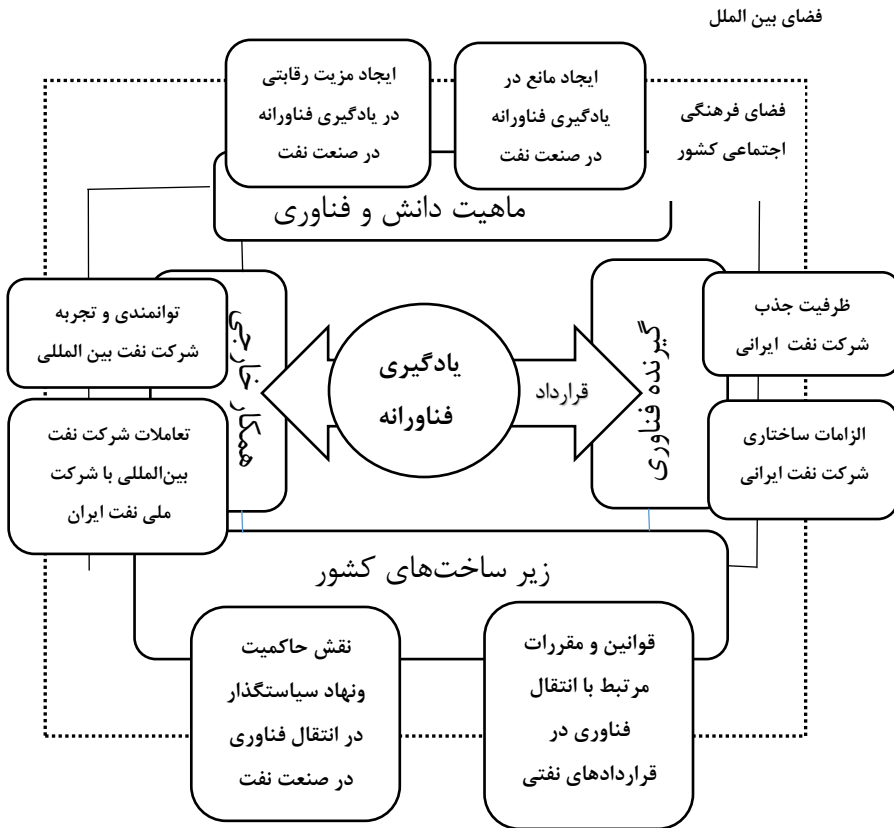 فضای بین الملل
فضای فرهنگی
اجتماعی کشور
ایجاد مانع در
یادگیری فناورانه
در صنعت نفت
ایجاد مزیت رقابتی
در یادگیری فناورانه
در صنعت نفت
ماهیت دانش و فناوری
ظرفیت جذب
شرکت نفت ایرانی
الزامات ساختاری
شرکت نفت ایرانی
گیرنده فناوری
قرارداد
یادگیری
فناورانه
همکار خارجی
توانمندی و تجربه
شرکت نفت بین المللی
تعاملات شرکت نفت
بین‌المللی با شرکت
ملی نفت ایران
زیر ساخت‌های کشور
قوانین و مقررات
مرتبط با انتقال
فناوری در
قراردادهای نفتی
نقش حاکمیت
ونهاد سیاستگذار
در انتقال فناوری
در صنعت نفت